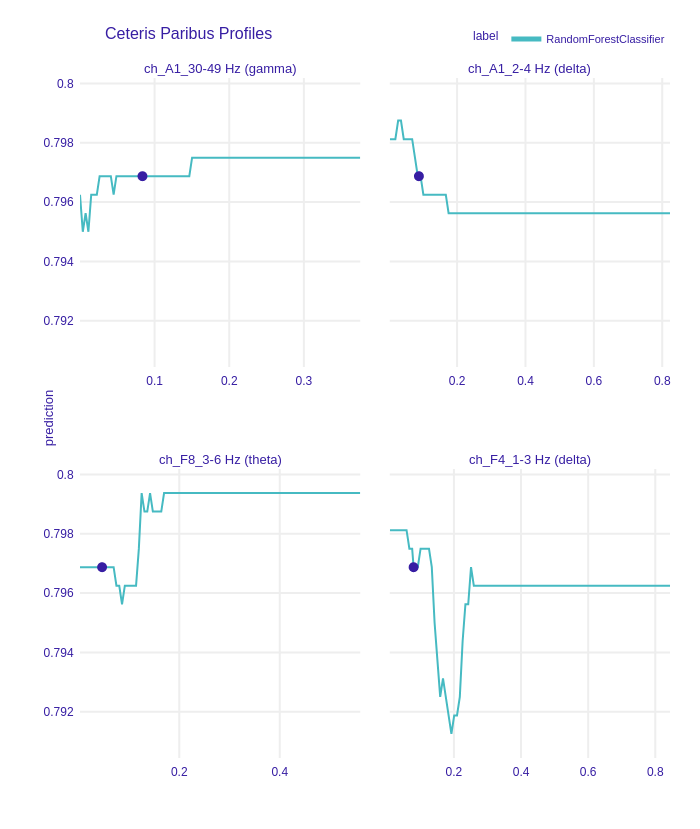 Ceteris Paribus Profiles
label RandomForestClassifier
ch_A1_30-49 Hz (gamma) ch_A1_2-4 Hz (delta)
0.8
0.798
0.796
0.794
0.792
0.1 0.2 0.3 0.2 0.4 0.6 0.8
prediction
ch_F8_3-6 Hz (theta) ch_F4_1-3 Hz (delta)
0.8
0.798
0.796
0.794
0.792
0.2 0.4 0.2 0.4 0.6 0.8